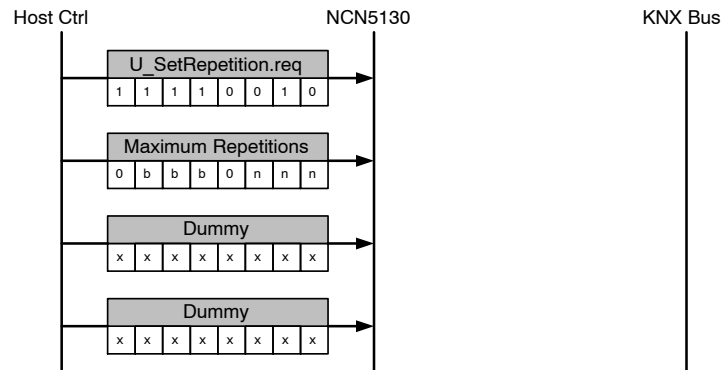 Host Ctrl NCN5130 KNX Bus
U_SetRepetition.req
1 1 1 1 0 0 1 0
Maximum Repetitions
0 b b b 0 n n n
Dummy
x x x x x x x x
Dummy
x x x x x x x x